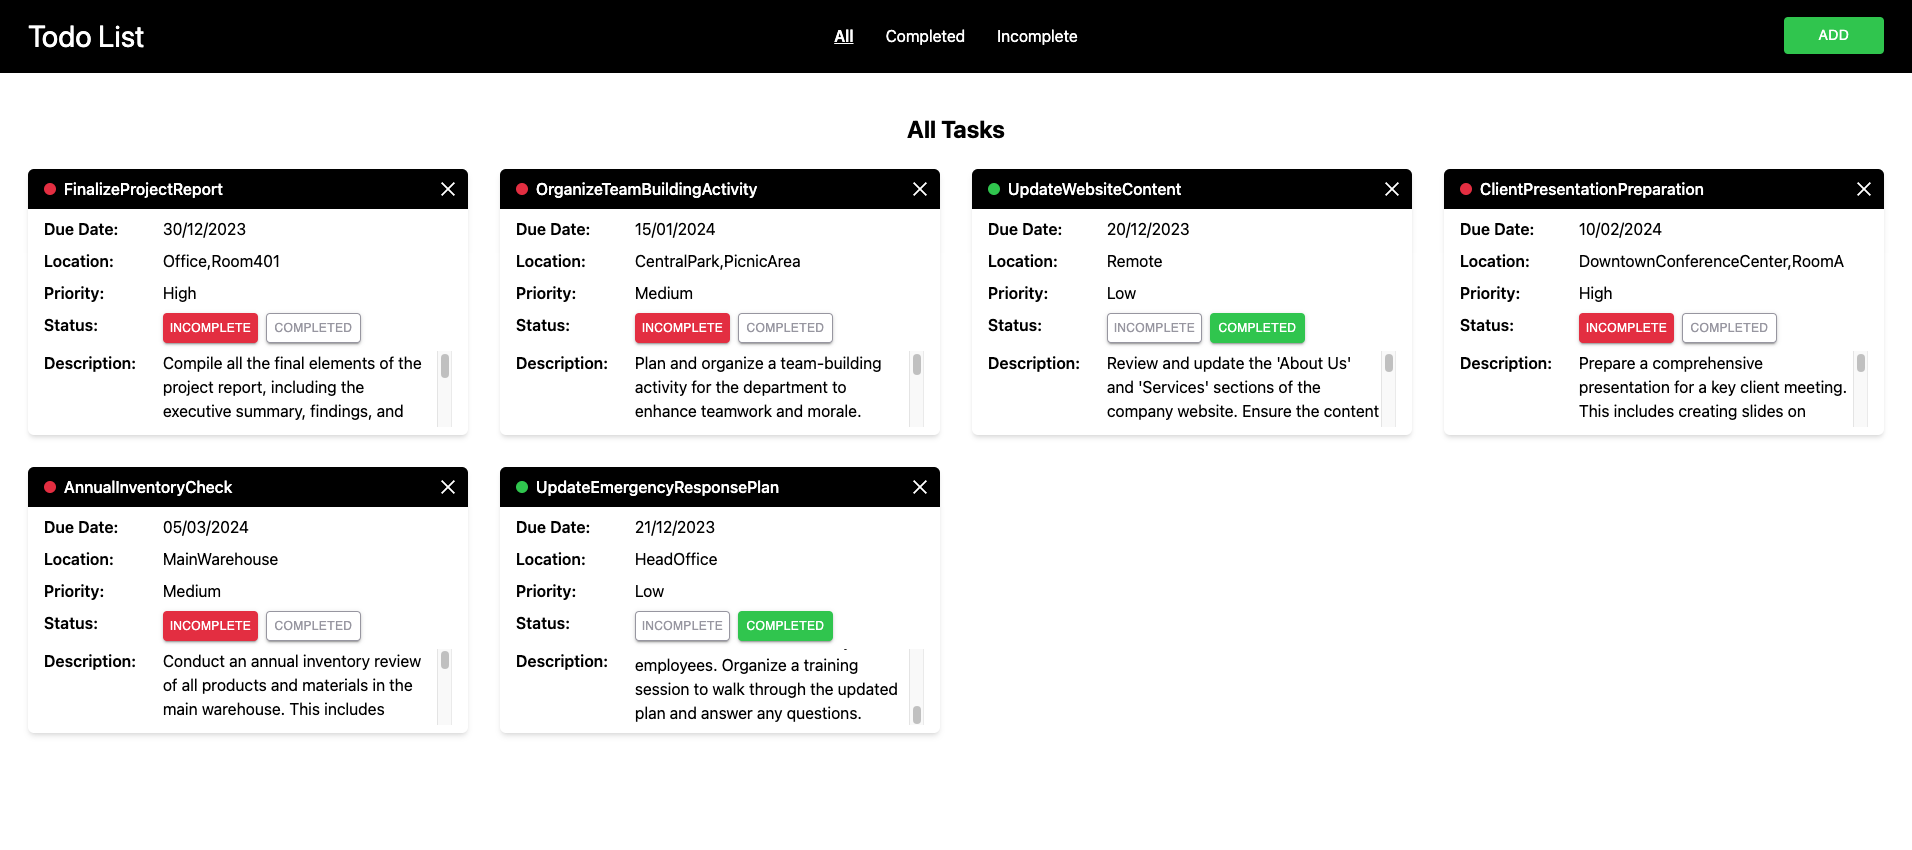 Todo List
All
Completed
Incomplete
ADD
All Tasks
FinalizeProjectReport
Due Date: 30/12/2023
Location: Office,Room401
Priority: High
Status: INCOMPLETE COMPLETED
Description: Compile all the final elements of the
project report, including the
executive summary, findings, and
OrganizeTeamBuildingActivity
Due Date: 15/01/2024
Location: CentralPark,PicnicArea
Priority: Medium
Status: INCOMPLETE COMPLETED
Description: Plan and organize a team-building
activity for the department to
enhance teamwork and morale.
UpdateWebsiteContent
Due Date: 20/12/2023
Location: Remote
Priority: Low
Status: INCOMPLETE COMPLETED
Description: Review and update the 'About Us'
and 'Services' sections of the
company website. Ensure the content
ClientPresentationPreparation
Due Date: 10/02/2024
Location: DowntownConferenceCenter,RoomA
Priority: High
Status: INCOMPLETE COMPLETED
Description: Prepare a comprehensive
presentation for a key client meeting.
This includes creating slides on
AnnualInventoryCheck
Due Date: 05/03/2024
Location: MainWarehouse
Priority: Medium
Status: INCOMPLETE COMPLETED
Description: Conduct an annual inventory review
of all products and materials in the
main warehouse. This includes
UpdateEmergencyResponsePlan
Due Date: 21/12/2023
Location: HeadOffice
Priority: Low
Status: INCOMPLETE COMPLETED
Description: employees. Organize a training
session to walk through the updated
plan and answer any questions.